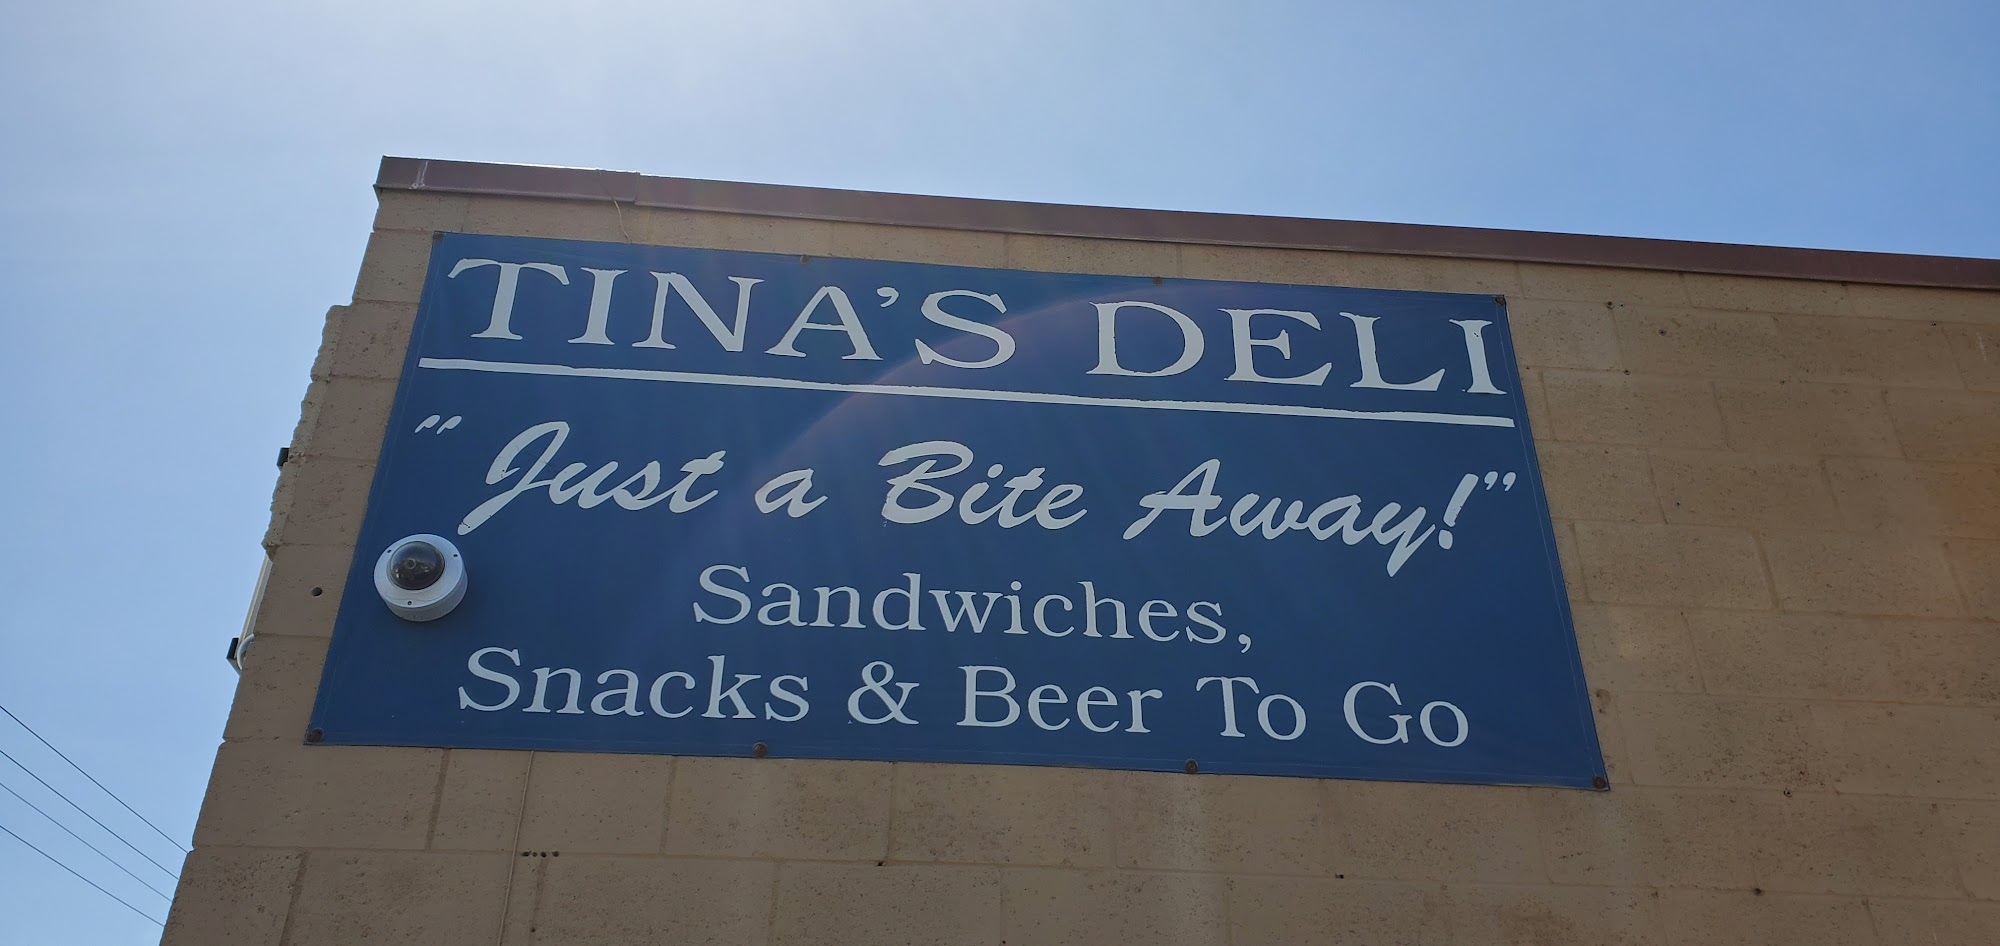 TINA'S DELI
"Just a Bite Away!"
Sandwiches,
Snacks & Beer To Go